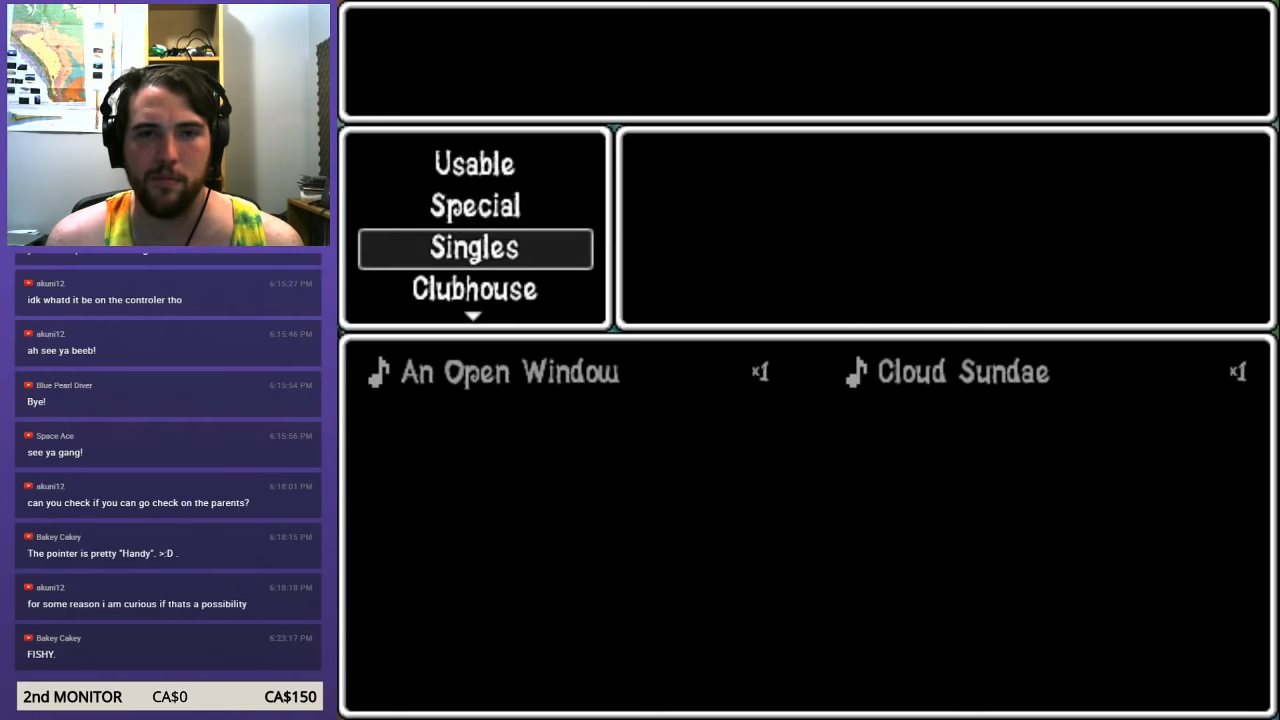 akuni12 6:15:27 PM
idk whatd it be on the controler tho
akuni12 6:15:46 PM
ah see ya beeb!
Blue Pearl Diver 6:15:54 PM
Bye!
Space Ace 6:15:56 PM
see ya gang!
akuni12 6:18:01 PM
can you check if you can go check on the parents?
Bakey Cakey 6:18:15 PM
The pointer is pretty "Handy". >:D .
akuni12 6:18:18 PM
for some reason i am curious if thats a possibility
Bakey Cakey 6:23:17 PM
FISHY.
2nd MONITOR CA$0 CA$150
Usable
Special
Singles
Clubhouse
An Open Window ×1 Cloud Sundae ×1